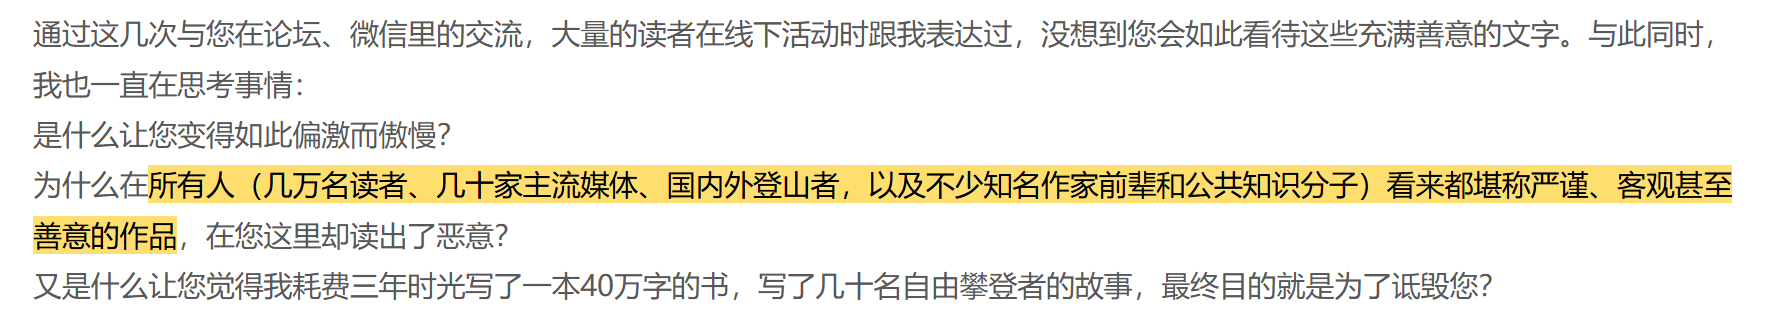 通过这几次与您在论坛、微信里的交流，大量的读者在线下活动时跟我表达过，没想到您会如此看待这些充满善意的文字。与此同时，
我也一直在思考事情：
是什么让您变得如此偏激而傲慢？
为什么在所有人（几万名读者、几十家主流媒体、国内外登山者，以及不少知名作家前辈和公共知识分子）看来都堪称严谨、客观甚至
善意的作品，在您这里却读出了恶意？
又是什么让您觉得我耗费三年时光写了一本40万字的书，写了几十名自由攀登者的故事，最终目的就是为了诋毁您？